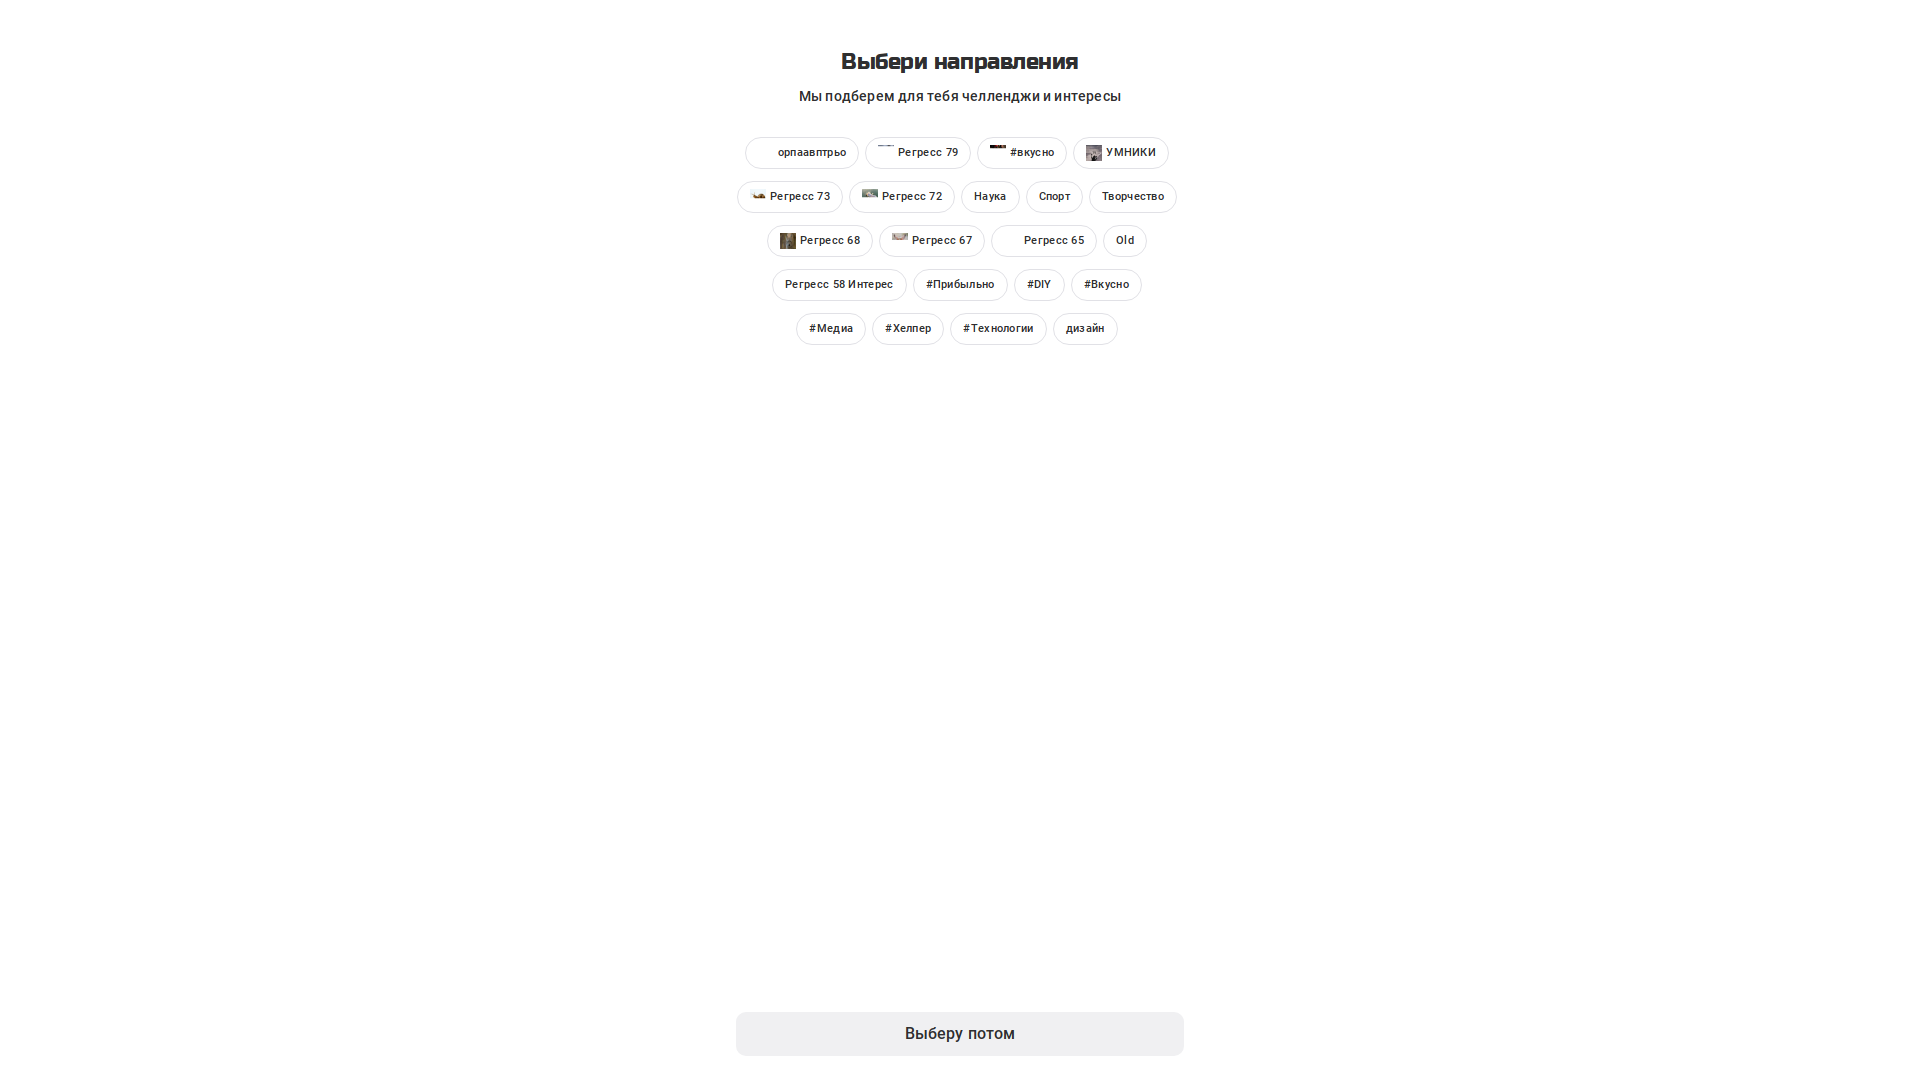 Выбери направления
Мы подберем для тебя челленджи и интересы
орпаавптрьо Регресс 79 #вкусно УМНИКИ
Регресс 73 Регресс 72 Наука Спорт Творчество
Регресс 68 Регресс 67 Регресс 65 Old
Регресс 58 Интерес #Прибыльно #DIY #Вкусно
#Медиа #Хелпер #Технологии дизайн
Выберу потом